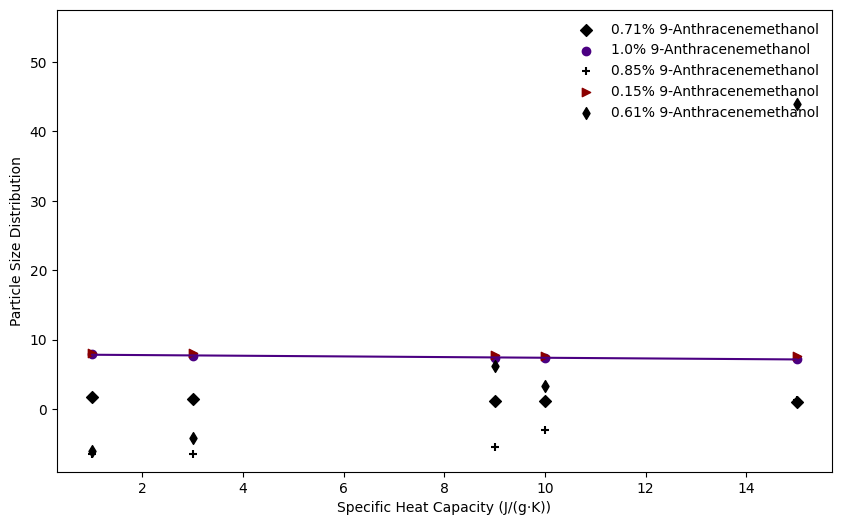 0.71% 9-Anthracenemethanol
1.0% 9-Anthracenemethanol
0.85% 9-Anthracenemethanol
0.15% 9-Anthracenemethanol
0.61% 9-Anthracenemethanol
50
40
30
20
10
0
Particle Size Distribution
2 4 6 8 10 12 14
Specific Heat Capacity (J/(g·K))